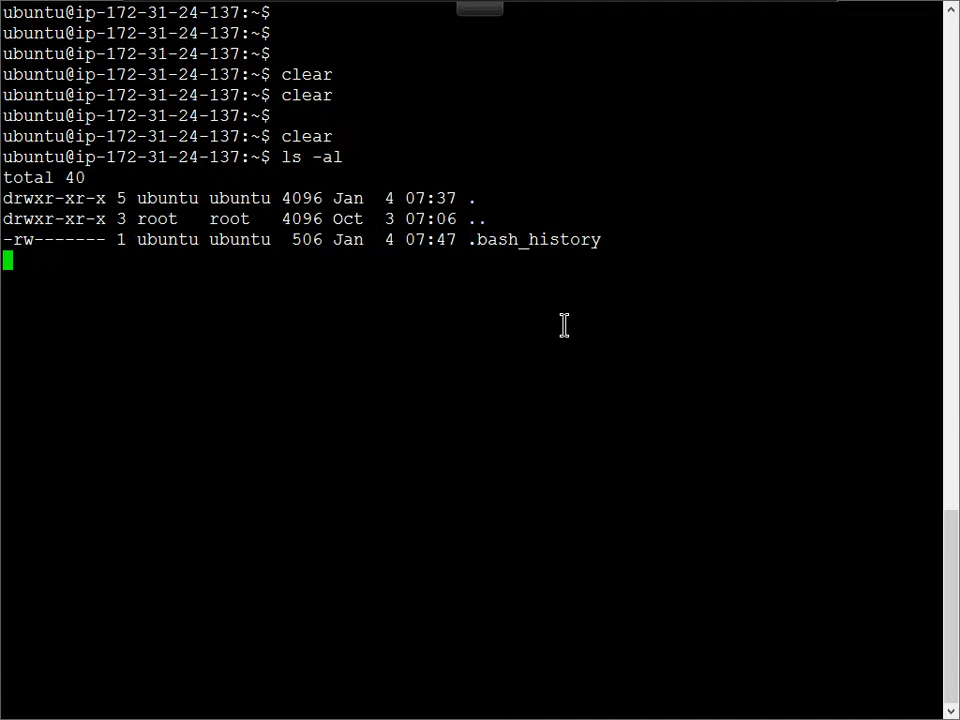 ubuntu@ip-172-31-24-137:~$
ubuntu@ip-172-31-24-137:~$
ubuntu@ip-172-31-24-137:~$
ubuntu@ip-172-31-24-137:~$ clear
ubuntu@ip-172-31-24-137:~$ clear
ubuntu@ip-172-31-24-137:~$
ubuntu@ip-172-31-24-137:~$ clear
ubuntu@ip-172-31-24-137:~$ ls -al
total 40
drwxr-xr-x 5 ubuntu ubuntu 4096 Jan  4 07:37 .
drwxr-xr-x 3 root   root   4096 Oct  3 07:06 ..
-rw------- 1 ubuntu ubuntu  506 Jan  4 07:47 .bash_history